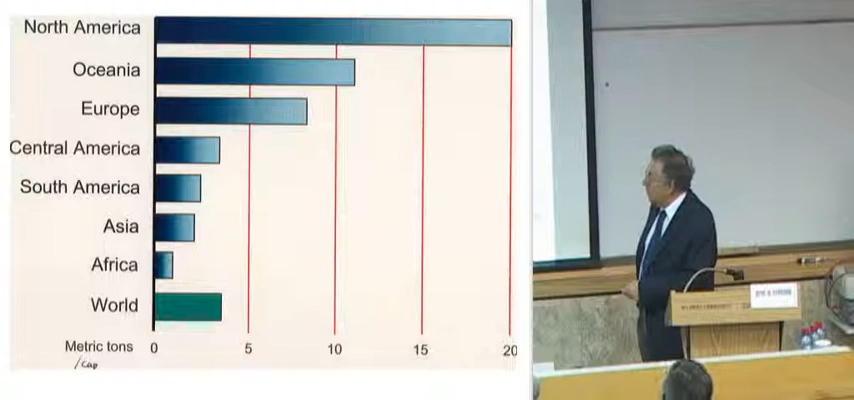 North America
Oceania
Europe
Central America
South America
Asia
Africa
World
Metric tons 0 5 10 15 20
/Cap